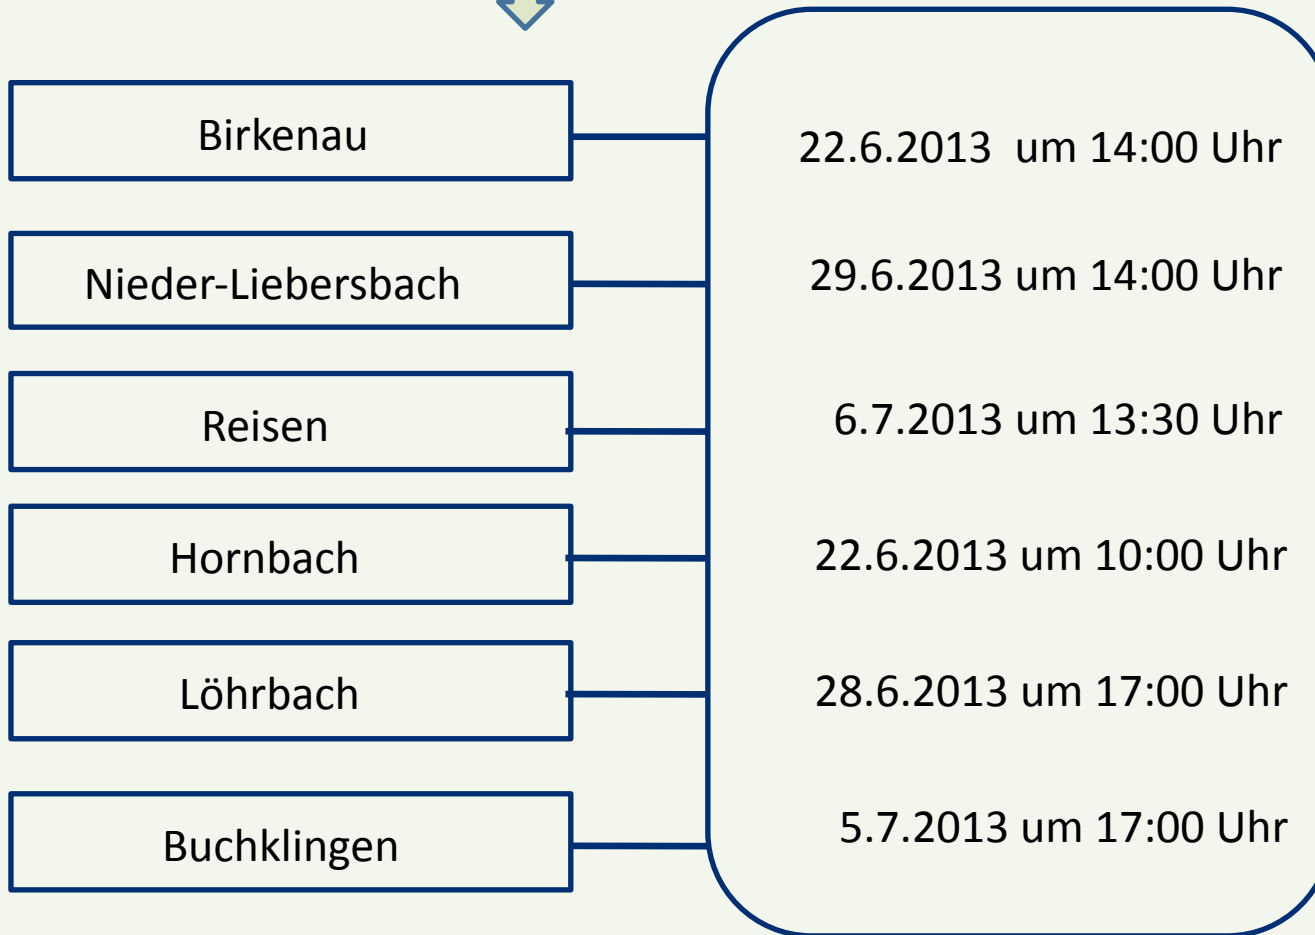 Birkenau
22.6.2013 um 14:00 Uhr
Nieder-Liebersbach
29.6.2013 um 14:00 Uhr
Reisen
6.7.2013 um 13:30 Uhr
Hornbach
22.6.2013 um 10:00 Uhr
Löhrbach
28.6.2013 um 17:00 Uhr
Buchklingen
5.7.2013 um 17:00 Uhr